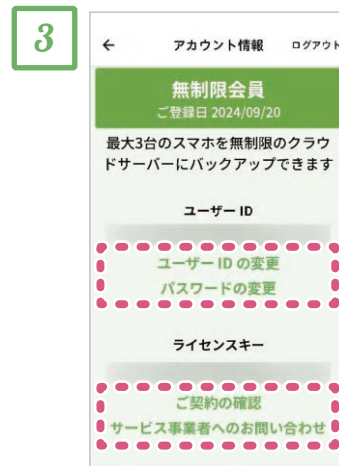 3
← アカウント情報 ログアウト
無制限会員
ご登録日 2024/09/20
最大3台のスマホを無制限のクラウ
ドサーバーにバックアップできます
ユーザー ID
ユーザー ID の変更
パスワードの変更
ライセンスキー
ご契約の確認
サービス事業者へのお問い合わせ